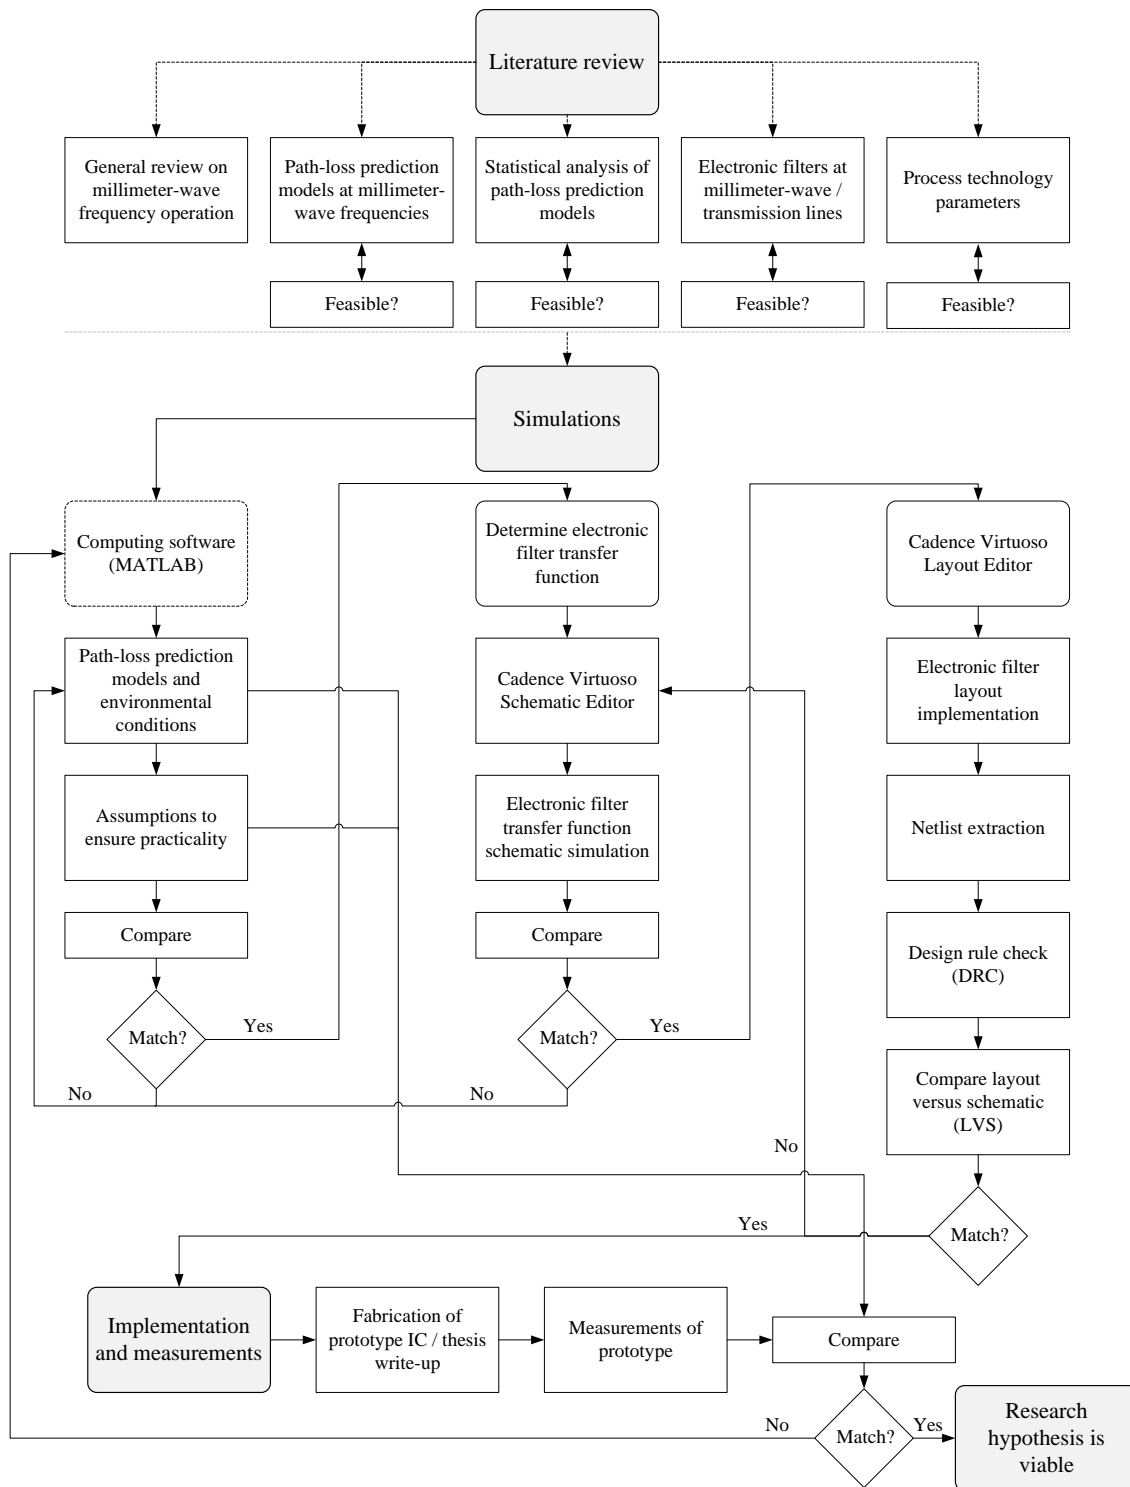 Literature review
General review on
millimeter-wave
frequency operation
Path-loss prediction
models at millimeter-
wave frequencies
Statistical analysis of
path-loss prediction
models
Electronic filters at
millimeter-wave /
transmission lines
Process technology
parameters
Feasible?
Feasible?
Feasible?
Feasible?
Simulations
Computing software
(MATLAB)
Path-loss prediction
models and
environmental
conditions
Assumptions to
ensure practicality
Compare
Match?
Yes
No
Determine electronic
filter transfer
function
Cadence Virtuoso
Schematic Editor
Electronic filter
transfer function
schematic simulation
Compare
Match?
Yes
No
Cadence Virtuoso
Layout Editor
Electronic filter
layout
implementation
Netlist extraction
Design rule check
(DRC)
Compare layout
versus schematic
(LVS)
Match?
No
Yes
Implementation
and measurements
Fabrication of
prototype IC / thesis
write-up
Measurements of
prototype
Compare
Match?
No
Yes
Research
hypothesis is
viable